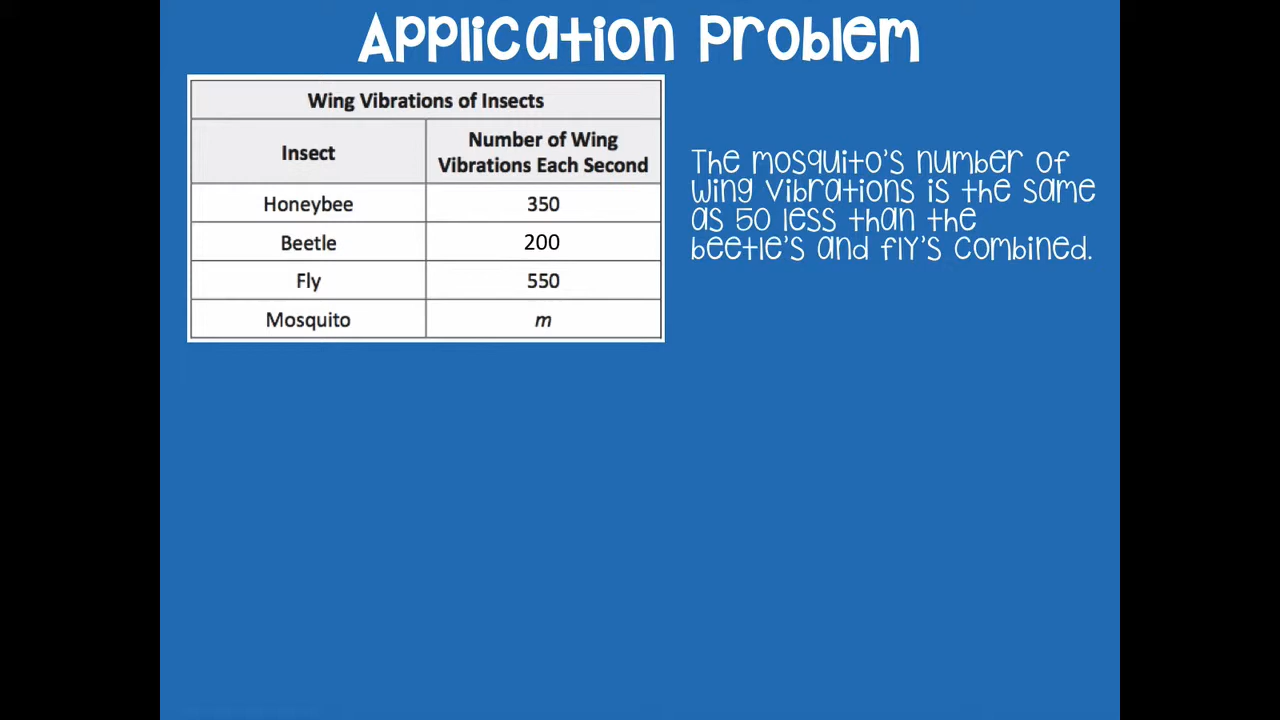 Application Problem
Wing Vibrations of Insects
Insect
Number of Wing
Vibrations Each Second
Honeybee 350
Beetle 200
Fly 550
Mosquito m
The mosquito's number of
wing vibrations is the same
as 50 less than the
beetle's and fly's combined.